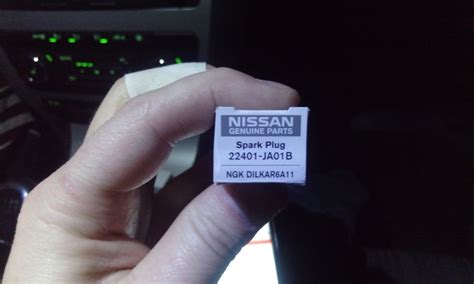 NISSAN
GENUINE PARTS
Spark Plug
22401-JA01B
NGK DILKAR6A11